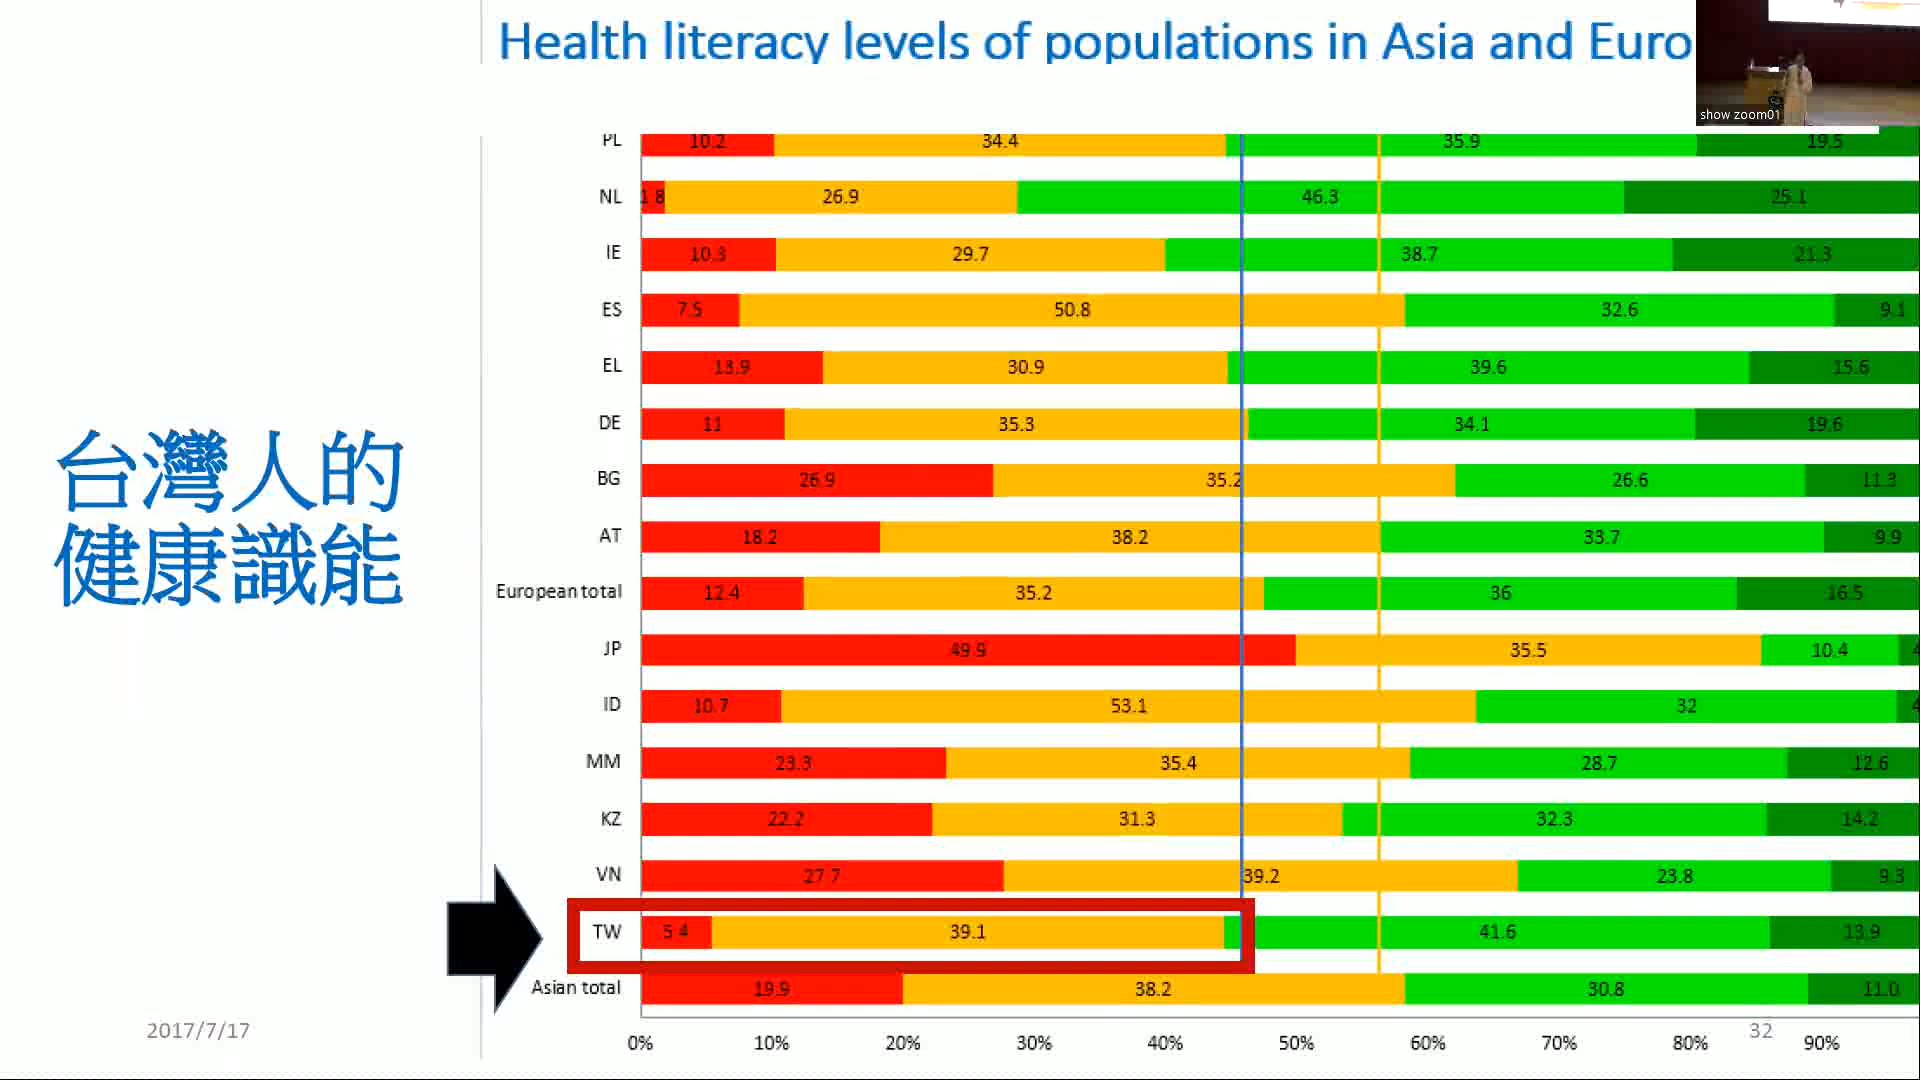 Health literacy levels of populations in Asia and Euro
show zoom01
台灣人的
健康識能
PL 10.2 34.4 35.9 19.5
NL 1 8 26.9 46.3 25.1
IE 10.3 29.7 38.7 21.3
ES 7.5 50.8 32.6 9.1
EL 13.9 30.9 39.6 15.6
DE 11 35.3 34.1 19.6
BG 26.9 35.2 26.6 11.3
AT 18.2 38.2 33.7 9.9
European total 12.4 35.2 36 16.5
JP 49.9 35.5 10.4
ID 10.7 53.1 32
MM 23.3 35.4 28.7 12.6
KZ 22.2 31.3 32.3 14.2
VN 27 7 39.2 23.8 9.3
TW 5 4 39.1 41.6 13.9
Asian total 19.9 38.2 30.8 11.0
0% 10% 20% 30% 40% 50% 60% 70% 80% 90%
2017/7/17
32